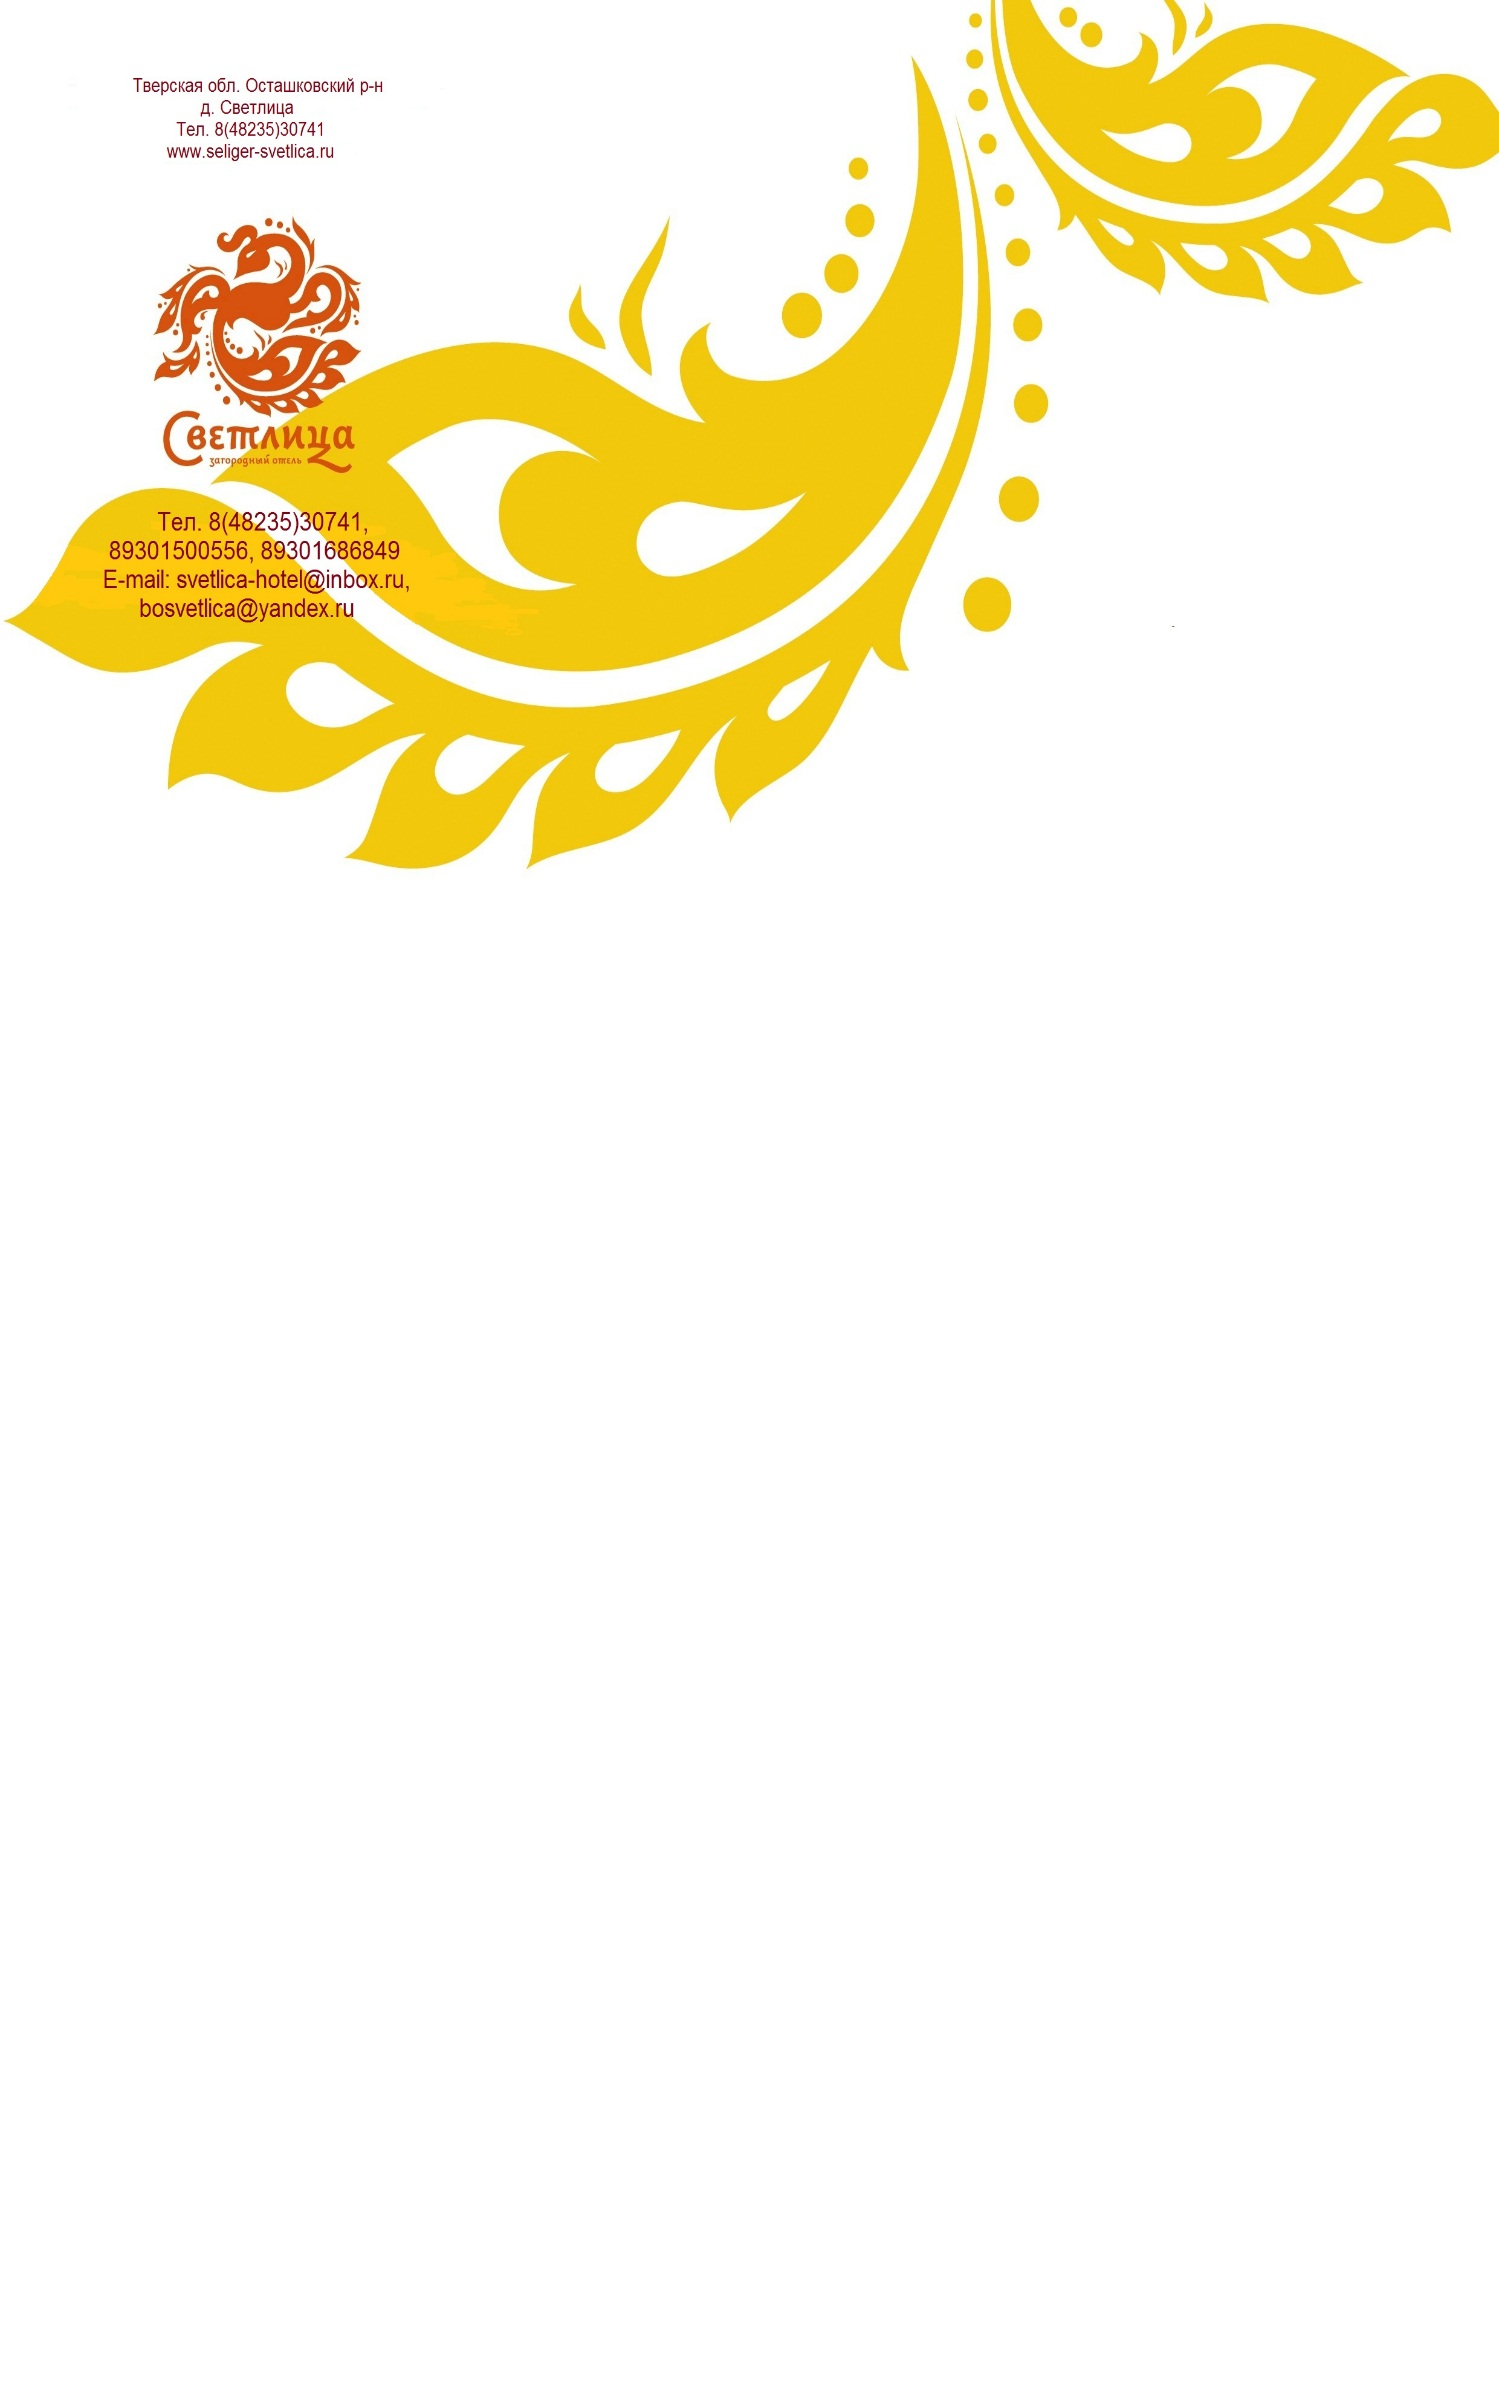 Тверская обл. Осташковский р-н
д. Светлица
Тел. 8(48235)30741
www.seliger-svetlica.ru
Светлица
загородный отель
Тел. 8(48235)30741,
89301500556, 89301686849
E-mail: svetlica-hotel@inbox.ru,
bosvetlica@yandex.ru